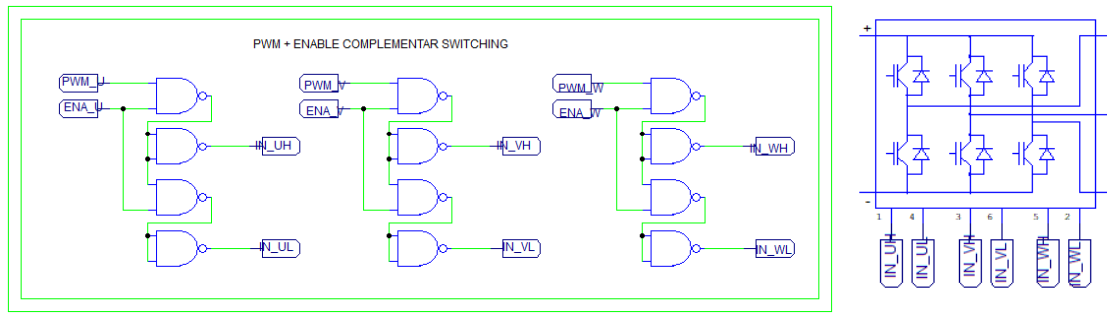 PWM + ENABLE COMPLEMENTAR SWITCHING
PWM_U
ENA_U
IN_UH
IN_UL
PWM_V
ENA_V
IN_VH
IN_VL
PWM_W
ENA_W
IN_WH
IN_WL
+
-
1 4 3 6 5 2
IN_UH
IN_UL
IN_VH
IN_VL
IN_WH
IN_WL